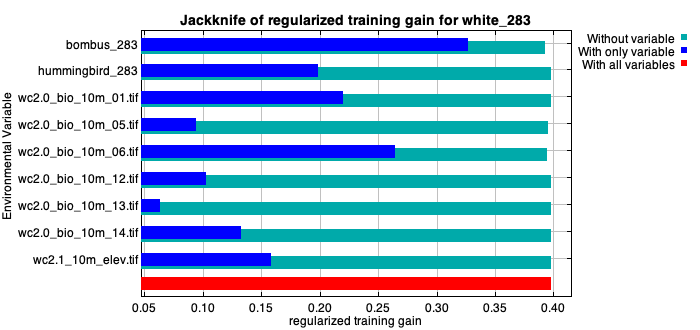 Jackknife of regularized training gain for white_283
Without variable
With only variable
With all variables
Environmental Variable
bombus_283
hummingbird_283
wc2.0_bio_10m_01.tif
wc2.0_bio_10m_05.tif
wc2.0_bio_10m_06.tif
wc2.0_bio_10m_12.tif
wc2.0_bio_10m_13.tif
wc2.0_bio_10m_14.tif
wc2.1_10m_elev.tif
0.05 0.10 0.15 0.20 0.25 0.30 0.35 0.40
regularized training gain